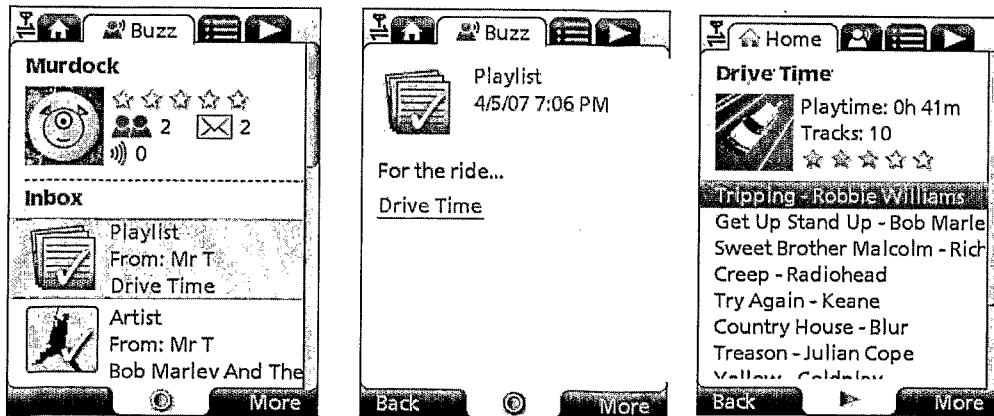 Buzz
Murdock
2
2
0
Inbox
Playlist
From: Mr T
Drive Time
Artist
From: Mr T
Bob Marley And The
More
Buzz
Playlist
4/5/07 7:06 PM
For the ride...
Drive Time
Back
More
Home
Drive Time
Playtime: 0h 41m
Tracks: 10
Tripping - Robbie Williams
Get Up Stand Up - Bob Marle
Sweet Brother Malcolm - Rich
Creep - Radiohead
Try Again - Keane
Country House - Blur
Treason - Julian Cope
Yellow - Coldplay
Back
More